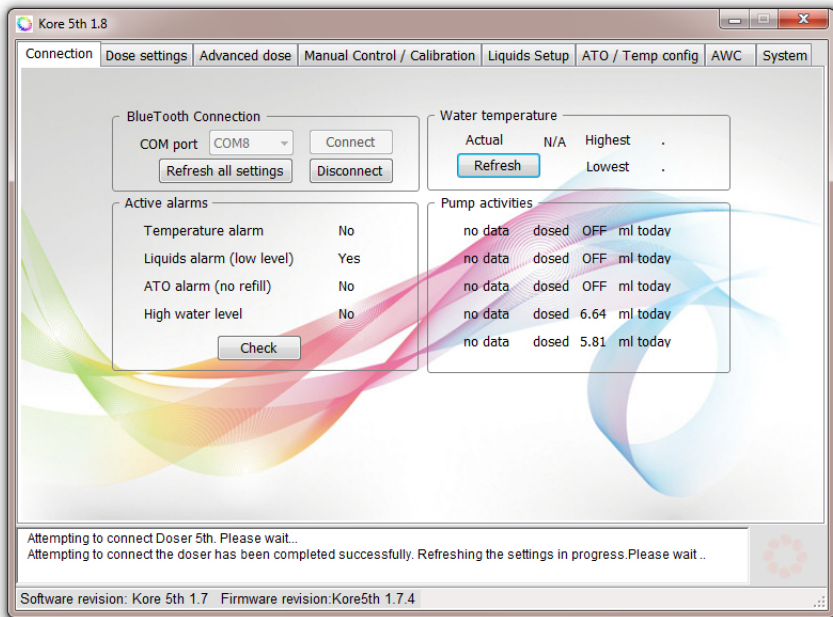 Kore 5th 1.8
Connection Dose settings Advanced dose Manual Control / Calibration Liquids Setup ATO / Temp config AWC System
BlueTooth Connection
COM port COM8 Connect
Refresh all settings Disconnect
Water temperature
Actual N/A Highest .
Refresh Lowest .
Active alarms
Temperature alarm No
Liquids alarm (low level) Yes
ATO alarm (no refill) No
High water level No
Check
Pump activities
no data dosed OFF ml today
no data dosed OFF ml today
no data dosed OFF ml today
no data dosed 6.64 ml today
no data dosed 5.81 ml today
Attempting to connect Doser 5th. Please wait...
Attempting to connect the doser has been completed successfully. Refreshing the settings in progress.Please wait ..
Software revision: Kore 5th 1.7 Firmware revision:Kore5th 1.7.4